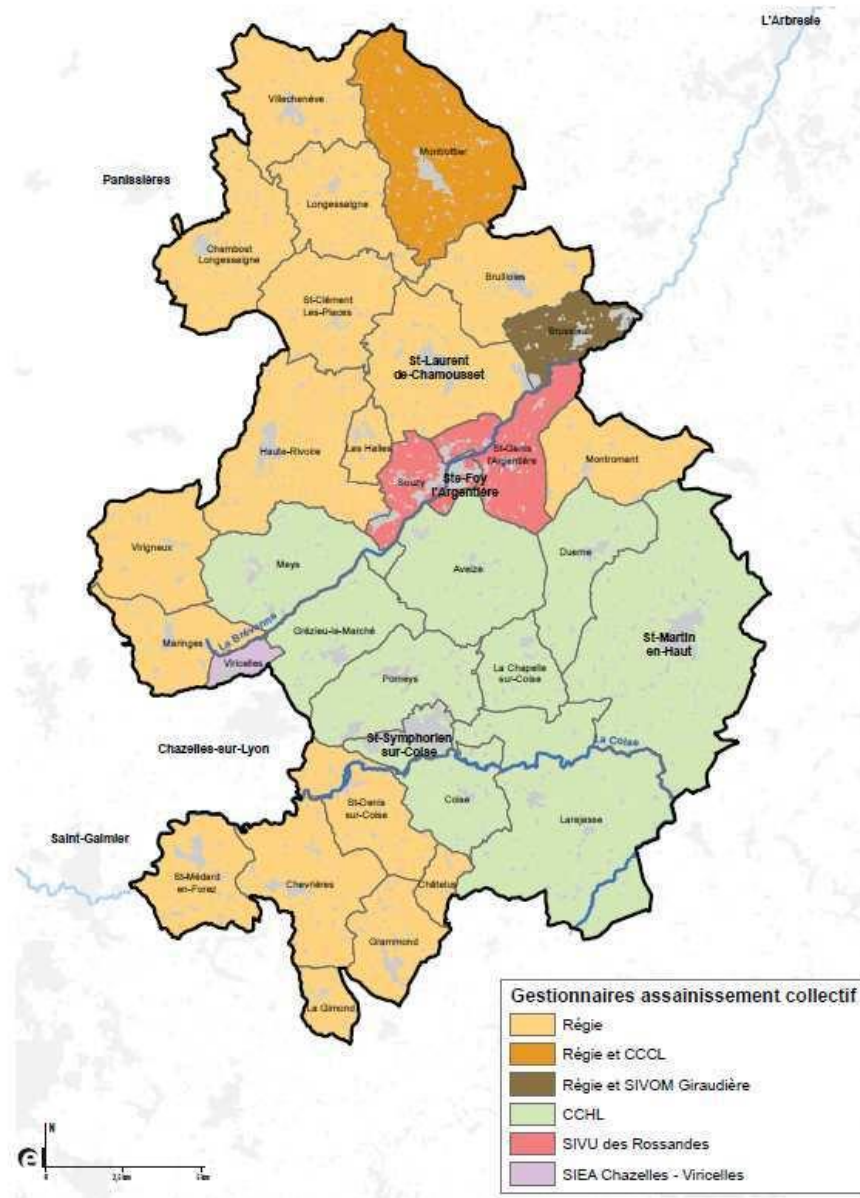 L'Arbresle
Villechenêve
Montrottier
Panissières
Longessaigne
Chambost
Longessaigne
Brullioles
St-Clément
Les-Places
Brussieu
St-Laurent
de-Chamousset
Haute-Rivoire
Les Halles
St-Genis
l'Argentière
Montromant
Souzy
Ste-Foy
l'Argentière
Virigneux
Meys
Aveize
Duerne
La Brévenne
Maringes
Grézieu-le-Marché
St-Martin
en-Haut
Viricelles
La Chapelle
sur-Coise
Pomeys
Chazelles-sur-Lyon
St-Symphorien
sur-Coise
La Coise
St-Denis
sur-Coise
Coise
Larajasse
Saint-Galmier
St-Médard
en-Forez
Chevrières
Châtelus
Grammond
La Gimond
Gestionnaires assainissement collectif
Régie
Régie et CCCL
Régie et SIVOM Giraudière
CCHL
SIVU des Rossandes
SIEA Chazelles - Viricelles
N
0